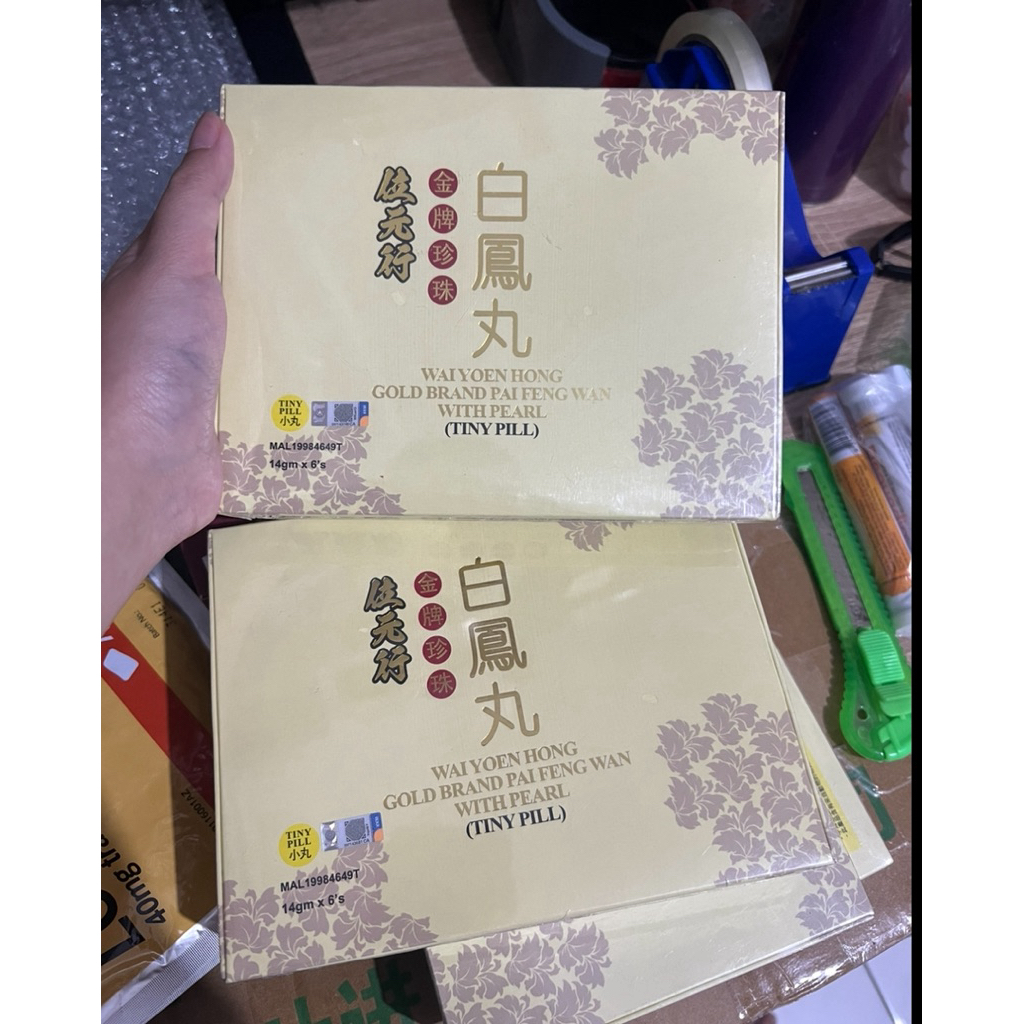 白鳳丸
金牌珍珠
位元行
WAI YOEN HONG
GOLD BRAND PAI FENG WAN
WITH PEARL
(TINY PILL)
TINY
PILL
小丸
MAL19984649T
14gm x 6's
白鳳丸
金牌珍珠
位元行
WAI YOEN HONG
GOLD BRAND PAI FENG WAN
WITH PEARL
(TINY PILL)
TINY
PILL
小丸
MAL19984649T
14gm x 6's
Batch No.:
40mg